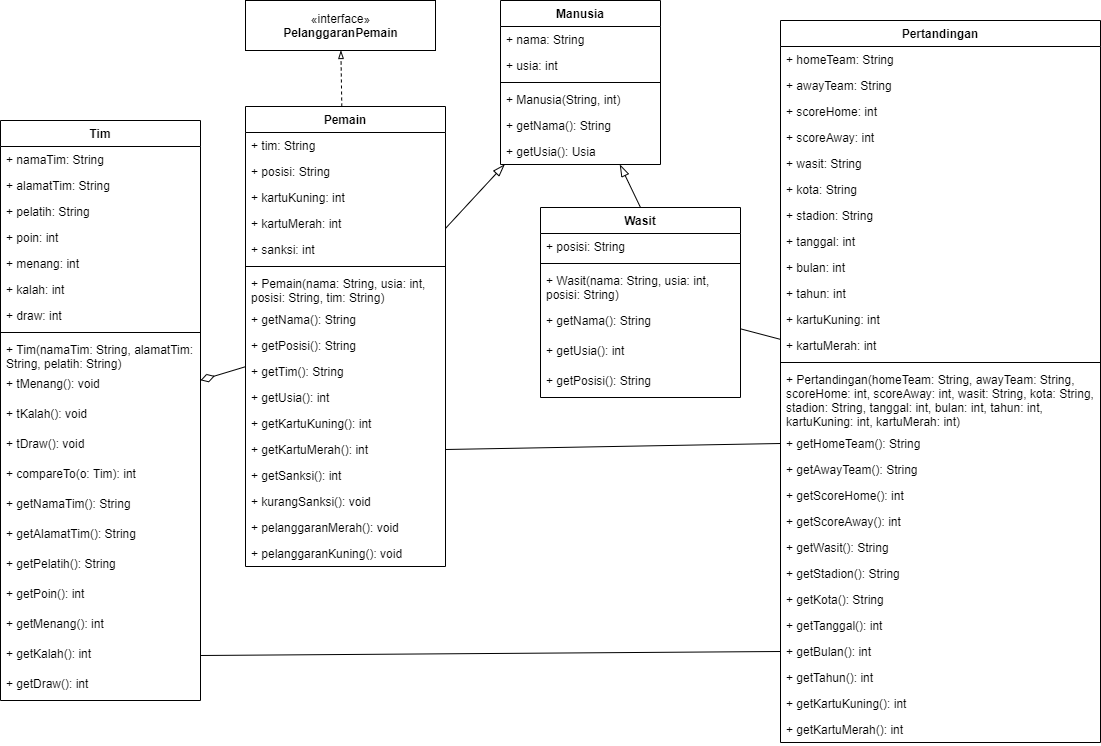 «interface»
PelanggaranPemain
Manusia
+ nama: String
+ usia: int
+ Manusia(String, int)
+ getNama(): String
+ getUsia(): Usia
Pertandingan
+ homeTeam: String
+ awayTeam: String
+ scoreHome: int
+ scoreAway: int
+ wasit: String
+ kota: String
+ stadion: String
+ tanggal: int
+ bulan: int
+ tahun: int
+ kartuKuning: int
+ kartuMerah: int
+ Pertandingan(homeTeam: String, awayTeam: String,
scoreHome: int, scoreAway: int, wasit: String, kota: String,
stadion: String, tanggal: int, bulan: int, tahun: int,
kartuKuning: int, kartuMerah: int)
+ getHomeTeam(): String
+ getAwayTeam(): String
+ getScoreHome(): int
+ getScoreAway(): int
+ getWasit(): String
+ getStadion(): String
+ getKota(): String
+ getTanggal(): int
+ getBulan(): int
+ getTahun(): int
+ getKartuKuning(): int
+ getKartuMerah(): int
Tim
+ namaTim: String
+ alamatTim: String
+ pelatih: String
+ poin: int
+ menang: int
+ kalah: int
+ draw: int
+ Tim(namaTim: String, alamatTim:
String, pelatih: String)
+ tMenang(): void
+ tKalah(): void
+ tDraw(): void
+ compareTo(o: Tim): int
+ getNamaTim(): String
+ getAlamatTim(): String
+ getPelatih(): String
+ getPoin(): int
+ getMenang(): int
+ getKalah(): int
+ getDraw(): int
Pemain
+ tim: String
+ posisi: String
+ kartuKuning: int
+ kartuMerah: int
+ sanksi: int
+ Pemain(nama: String, usia: int,
posisi: String, tim: String)
+ getNama(): String
+ getPosisi(): String
+ getTim(): String
+ getUsia(): int
+ getKartuKuning(): int
+ getKartuMerah(): int
+ getSanksi(): int
+ kurangSanksi(): void
+ pelanggaranMerah(): void
+ pelanggaranKuning(): void
Wasit
+ posisi: String
+ Wasit(nama: String, usia: int,
posisi: String)
+ getNama(): String
+ getUsia(): int
+ getPosisi(): String